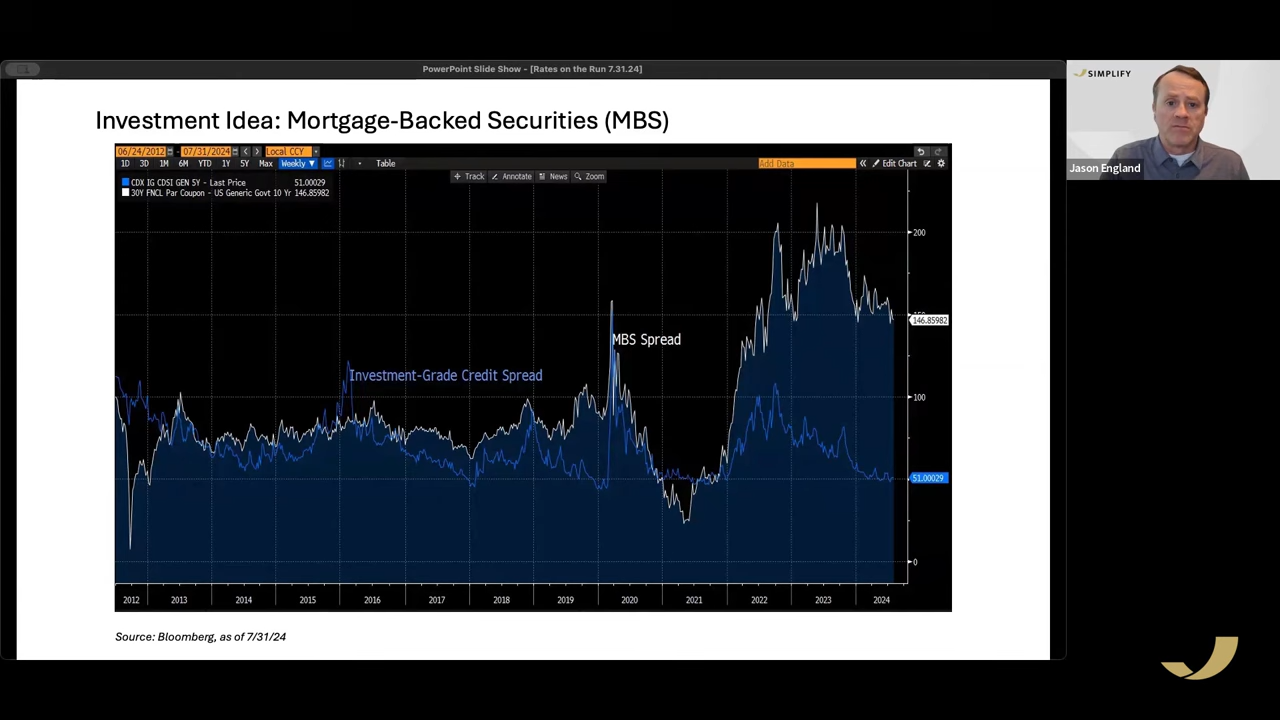 PowerPoint Slide Show - [Rates on the Run 7.31.24]
SIMPLIFY
Jason England
Investment Idea: Mortgage-Backed Securities (MBS)
06/24/2012 - 07/31/2024 Local CCY
1D 3D 1M 6M YTD 1Y 5Y Max Weekly ▼ Table Add Data « Edit Chart
+ Track Annotate News Zoom
CDX IG CDSI GEN 5Y - Last Price 51.00029
30Y FNCL Par Coupon - US Generic Govt 10 Yr 146.85982
200
150
146.85982
MBS Spread
Investment-Grade Credit Spread
100
51.00029
0
2012 2013 2014 2015 2016 2017 2018 2019 2020 2021 2022 2023 2024
Source: Bloomberg, as of 7/31/24